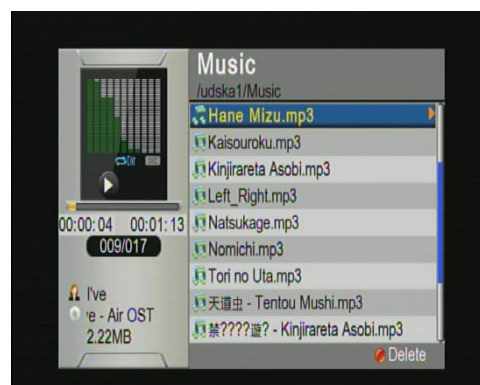 Music
/udska1/Music
Hane Mizu.mp3
Kaisouroku.mp3
Kinjirareta Asobi.mp3
Left_Right.mp3
Natsukage.mp3
Nomichi.mp3
Tori no Uta.mp3
天道虫 - Tentou Mushi.mp3
禁????遊? - Kinjirareta Asobi.mp3
Dir
00:00:04 00:01:13
009/017
I've
've - Air OST
2.22MB
Delete